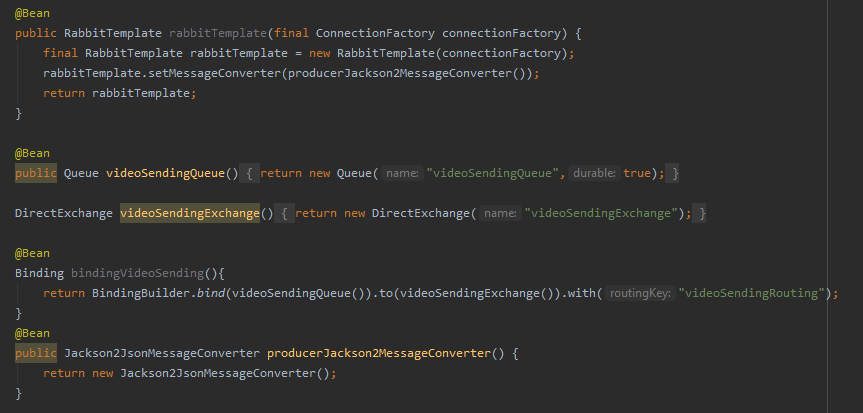 @Bean
public RabbitTemplate rabbitTemplate(final ConnectionFactory connectionFactory) {
    final RabbitTemplate rabbitTemplate = new RabbitTemplate(connectionFactory);
    rabbitTemplate.setMessageConverter(producerJackson2MessageConverter());
    return rabbitTemplate;
}
@Bean
public Queue videoSendingQueue() { return new Queue( name: "videoSendingQueue", durable: true); }
DirectExchange videoSendingExchange() { return new DirectExchange( name: "videoSendingExchange"); }
@Bean
Binding bindingVideoSending(){
    return BindingBuilder.bind(videoSendingQueue()).to(videoSendingExchange()).with( routingKey: "videoSendingRouting");
}
@Bean
public Jackson2JsonMessageConverter producerJackson2MessageConverter() {
    return new Jackson2JsonMessageConverter();
}